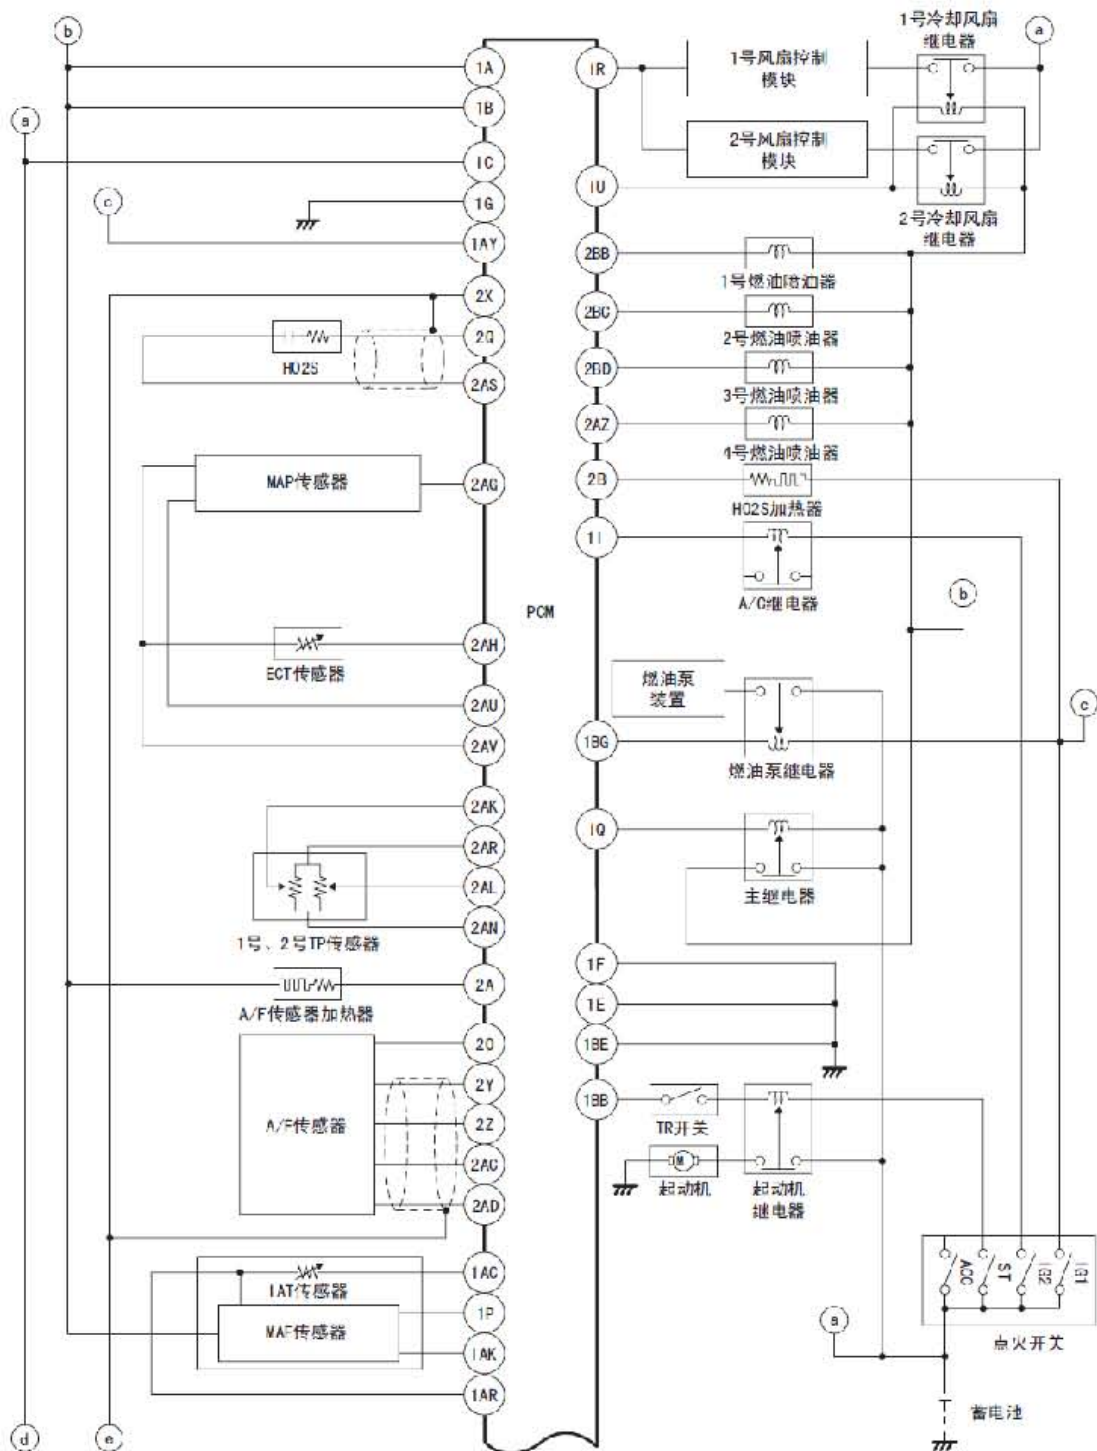 b
1A
1B
a
1C
1G
c
1AY
2X
2Q
HO2S
2AS
MAP传感器
2AG
2AH
ECT传感器
2AU
2AV
2AK
2AR
2AL
2AN
1号、2号TP传感器
2A
A/F传感器加热器
2O
2Y
A/F传感器
2Z
2AC
2AD
1AC
IAT传感器
1P
MAF传感器
1AK
1AR
d
e
PCM
1R
1号风扇控制
模块
1号冷却风扇
继电器
a
2号风扇控制
模块
1U
2号冷却风扇
继电器
2BB
1号燃油喷油器
2BC
2号燃油喷油器
2BD
3号燃油喷油器
2AZ
4号燃油喷油器
2B
HO2S加热器
1I
A/C继电器
b
燃油泵
装置
c
1BG
燃油泵继电器
1Q
主继电器
1F
1E
1BE
1BB
TR开关
M
起动机
起动机
继电器
ACC
ST
IG2
IG1
点火开关
a
蓄电池